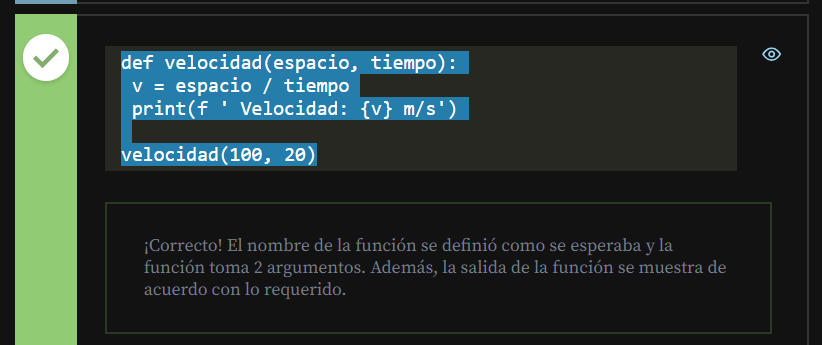 def velocidad(espacio, tiempo):
v = espacio / tiempo
print(f ' Velocidad: {v} m/s')
velocidad(100, 20)
¡Correcto! El nombre de la función se definió como se esperaba y la
función toma 2 argumentos. Además, la salida de la función se muestra de
acuerdo con lo requerido.